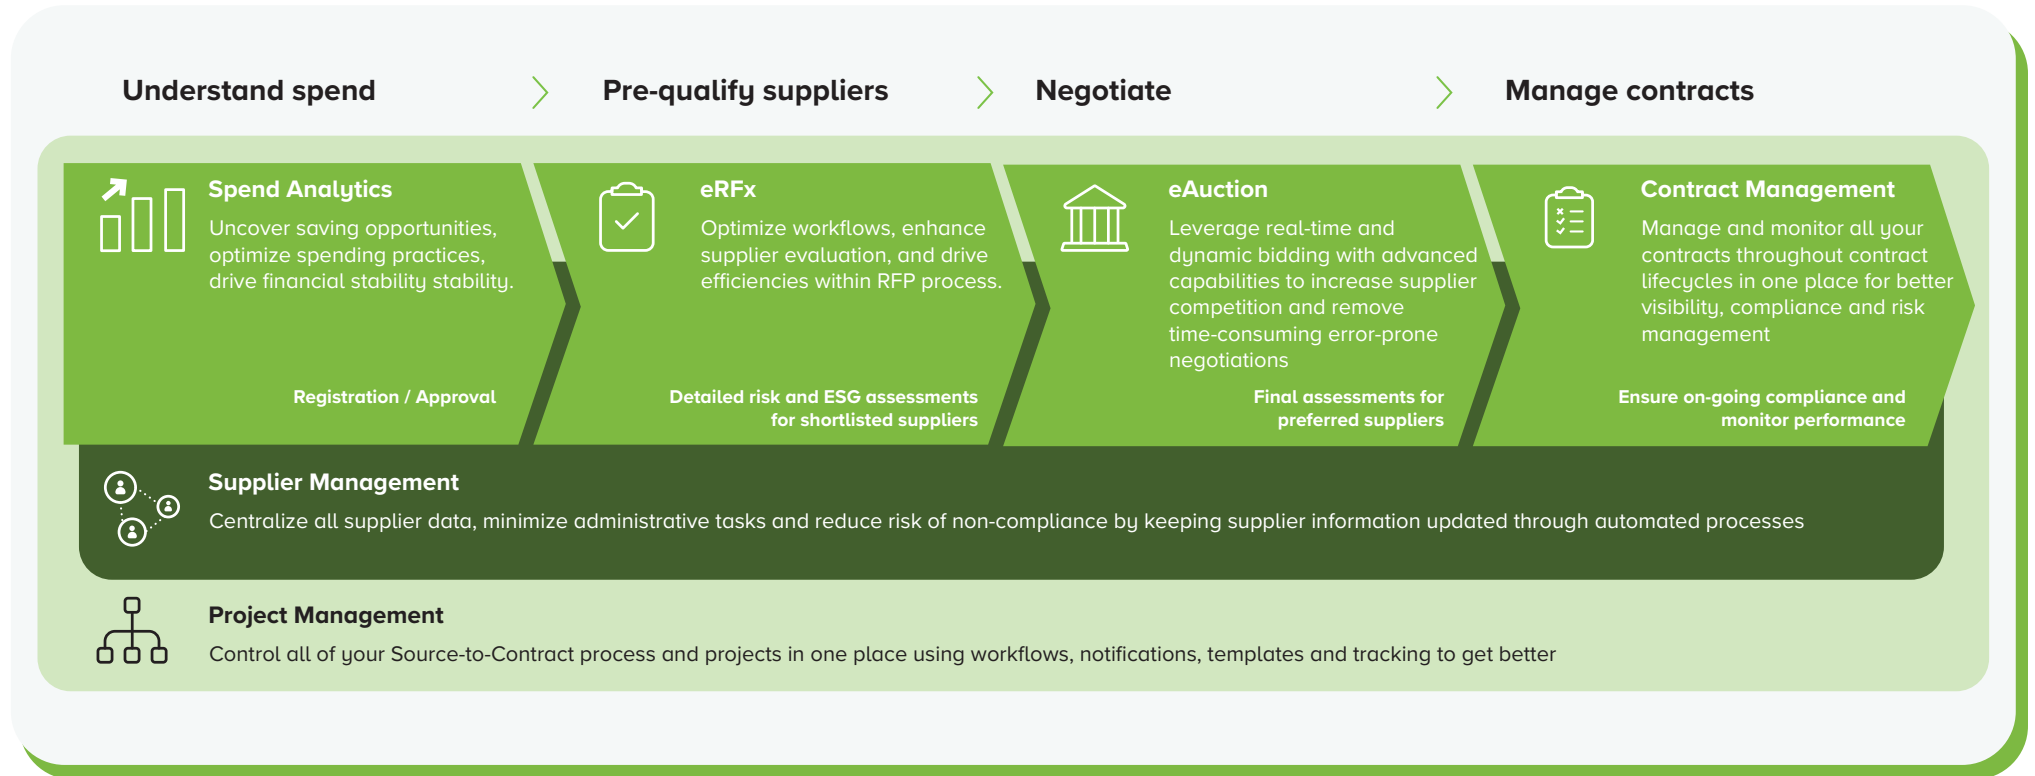 Understand spend
Pre-qualify suppliers
Negotiate
Manage contracts
Spend Analytics
Uncover saving opportunities,
optimize spending practices,
drive financial stability stability.
Registration / Approval
eRFx
Optimize workflows, enhance
supplier evaluation, and drive
efficiencies within RFP process.
Detailed risk and ESG assessments
for shortlisted suppliers
eAuction
Leverage real-time and
dynamic bidding with advanced
capabilities to increase supplier
competition and remove
time-consuming error-prone
negotiations
Final assessments for
preferred suppliers
Contract Management
Manage and monitor all your
contracts throughout contract
lifecycles in one place for better
visibility, compliance and risk
management
Ensure on-going compliance and
monitor performance
Supplier Management
Centralize all supplier data, minimize administrative tasks and reduce risk of non-compliance by keeping supplier information updated through automated processes
Project Management
Control all of your Source-to-Contract process and projects in one place using workflows, notifications, templates and tracking to get better